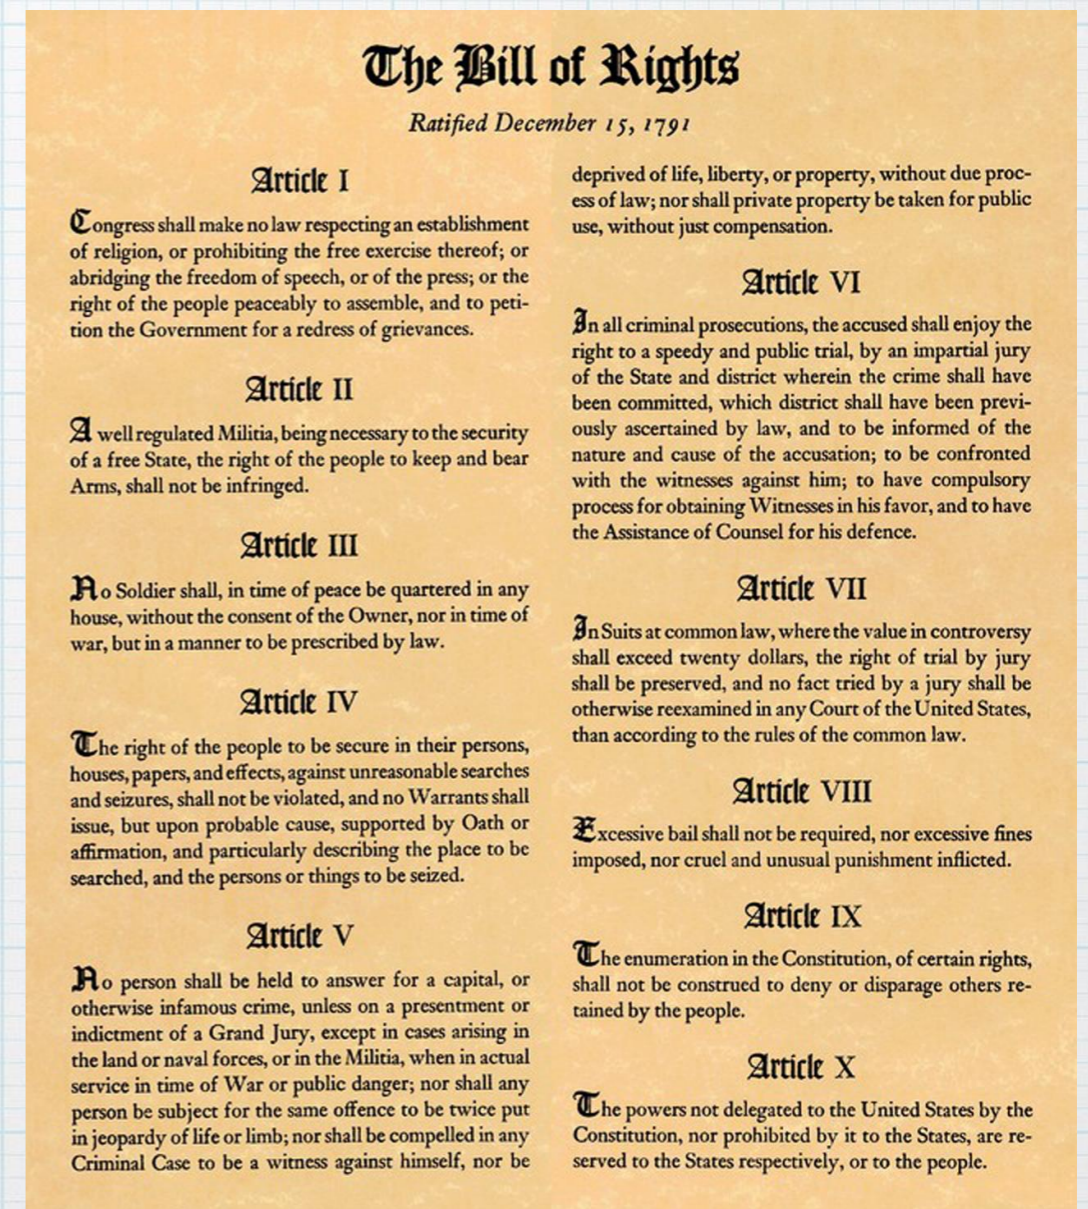 The Bill of Rights
Ratified December 15, 1791
Article I
Congress shall make no law respecting an establishment
of religion, or prohibiting the free exercise thereof; or
abridging the freedom of speech, or of the press; or the
right of the people peaceably to assemble, and to peti-
tion the Government for a redress of grievances.
Article II
A well regulated Militia, being necessary to the security
of a free State, the right of the people to keep and bear
Arms, shall not be infringed.
Article III
No Soldier shall, in time of peace be quartered in any
house, without the consent of the Owner, nor in time of
war, but in a manner to be prescribed by law.
Article IV
The right of the people to be secure in their persons,
houses, papers, and effects, against unreasonable searches
and seizures, shall not be violated, and no Warrants shall
issue, but upon probable cause, supported by Oath or
affirmation, and particularly describing the place to be
searched, and the persons or things to be seized.
Article V
No person shall be held to answer for a capital, or
otherwise infamous crime, unless on a presentment or
indictment of a Grand Jury, except in cases arising in
the land or naval forces, or in the Militia, when in actual
service in time of War or public danger; nor shall any
person be subject for the same offence to be twice put
in jeopardy of life or limb; nor shall be compelled in any
Criminal Case to be a witness against himself, nor be
deprived of life, liberty, or property, without due proc-
ess of law; nor shall private property be taken for public
use, without just compensation.
Article VI
In all criminal prosecutions, the accused shall enjoy the
right to a speedy and public trial, by an impartial jury
of the State and district wherein the crime shall have
been committed, which district shall have been previ-
ously ascertained by law, and to be informed of the
nature and cause of the accusation; to be confronted
with the witnesses against him; to have compulsory
process for obtaining Witnesses in his favor, and to have
the Assistance of Counsel for his defence.
Article VII
In Suits at common law, where the value in controversy
shall exceed twenty dollars, the right of trial by jury
shall be preserved, and no fact tried by a jury shall be
otherwise reexamined in any Court of the United States,
than according to the rules of the common law.
Article VIII
Excessive bail shall not be required, nor excessive fines
imposed, nor cruel and unusual punishment inflicted.
Article IX
The enumeration in the Constitution, of certain rights,
shall not be construed to deny or disparage others re-
tained by the people.
Article X
The powers not delegated to the United States by the
Constitution, nor prohibited by it to the States, are re-
served to the States respectively, or to the people.